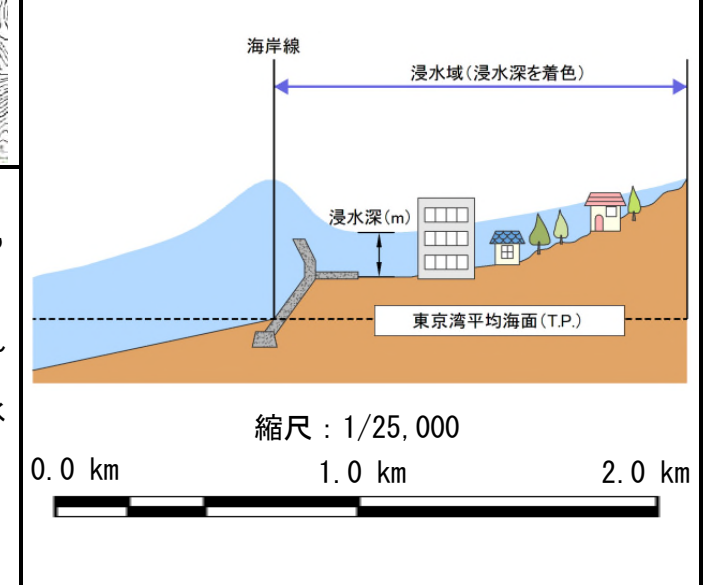 海岸線
浸水域(浸水深を着色)
浸水深(m)
東京湾平均海面(T.P.)
縮尺:1/25,000
0.0 km 1.0 km 2.0 km